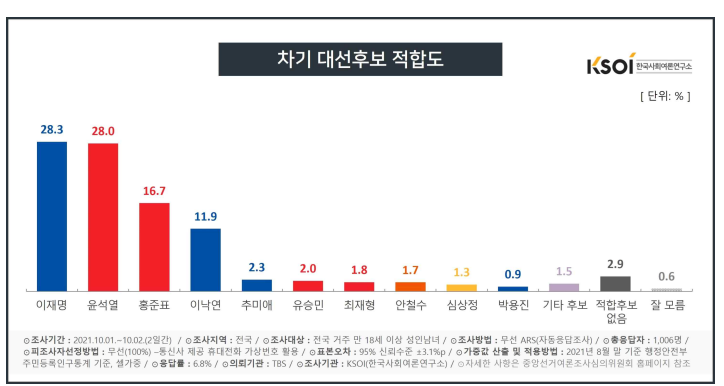 차기 대선후보 적합도
KSOI 한국사회여론연구소
[ 단위: % ]
28.3 28.0 16.7 11.9 2.3 2.0 1.8 1.7 1.3 0.9 1.5 2.9 0.6
이재명 윤석열 홍준표 이낙연 추미애 유승민 최재형 안철수 심상정 박용진 기타 후보 적합후보 잘 모름
없음
⊙조사기간 : 2021.10.01.~10.02.(2일간) / ⊙조사지역 : 전국 / ⊙조사대상 : 전국 거주 만 18세 이상 성인남녀 / ⊙조사방법 : 무선 ARS(자동응답조사) / ⊙총응답자 : 1,006명 /
⊙피조사자선정방법 : 무선(100%) –통신사 제공 휴대전화 가상번호 활용 / ⊙표본오차 : 95% 신뢰수준 ±3.1%p / ⊙가중값 산출 및 적용방법 : 2021년 8월 말 기준 행정안전부
주민등록인구통계 기준, 셀가중 / ⊙응답률 : 6.8% / ⊙의뢰기관 : TBS / ⊙조사기관 : KSOI(한국사회여론연구소) / ⊙자세한 사항은 중앙선거여론조사심의위원회 홈페이지 참조